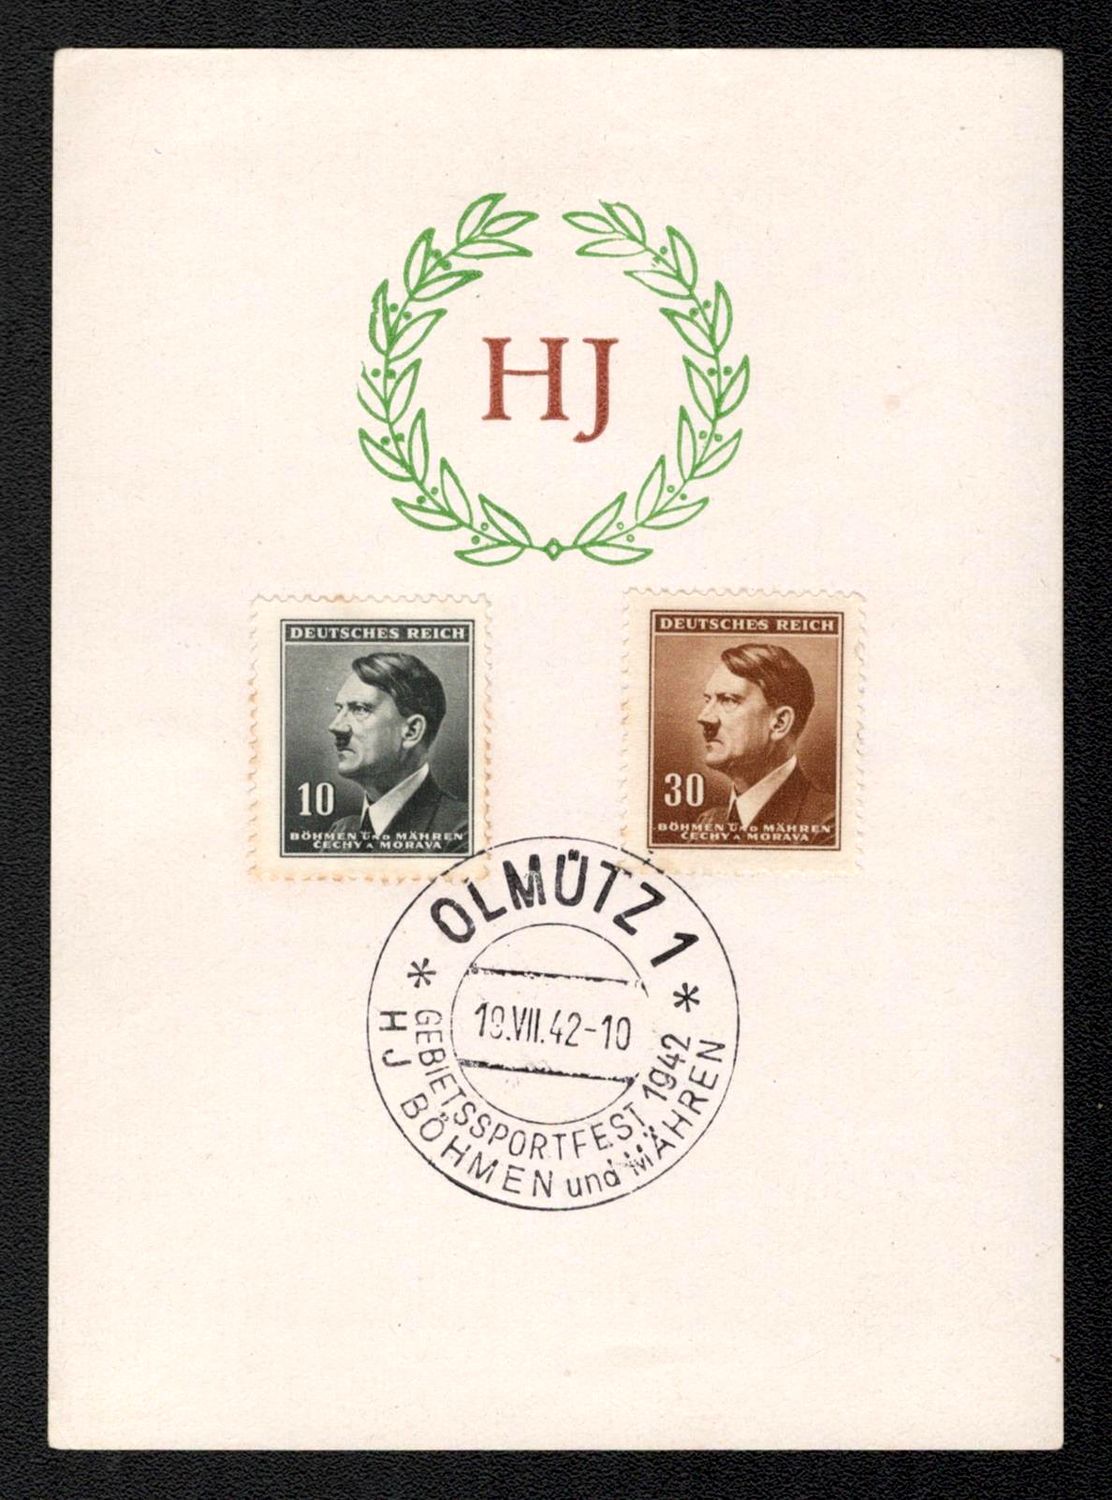 HJ
DEUTSCHES REICH
10
BÖHMEN UND MÄHREN
ČECHY A MORAVA
DEUTSCHES REICH
30
BÖHMEN UND MÄHREN
ČECHY A MORAVA
* OLMÜTZ 1 *
19.VII.42-10
GEBIETSSPORTFEST 1942
HJ BÖHMEN und MÄHREN